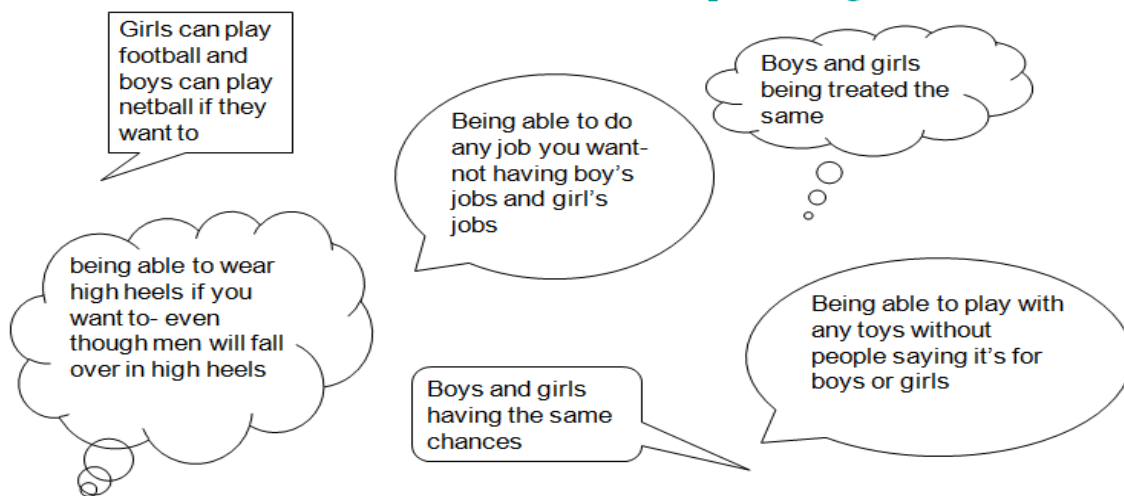 Girls can play
football and
boys can play
netball if they
want to
Being able to do
any job you want-
not having boy's
jobs and girl's
jobs
Boys and girls
being treated the
same
being able to wear
high heels if you
want to- even
though men will fall
over in high heels
Boys and girls
having the same
chances
Being able to play with
any toys without
people saying it's for
boys or girls